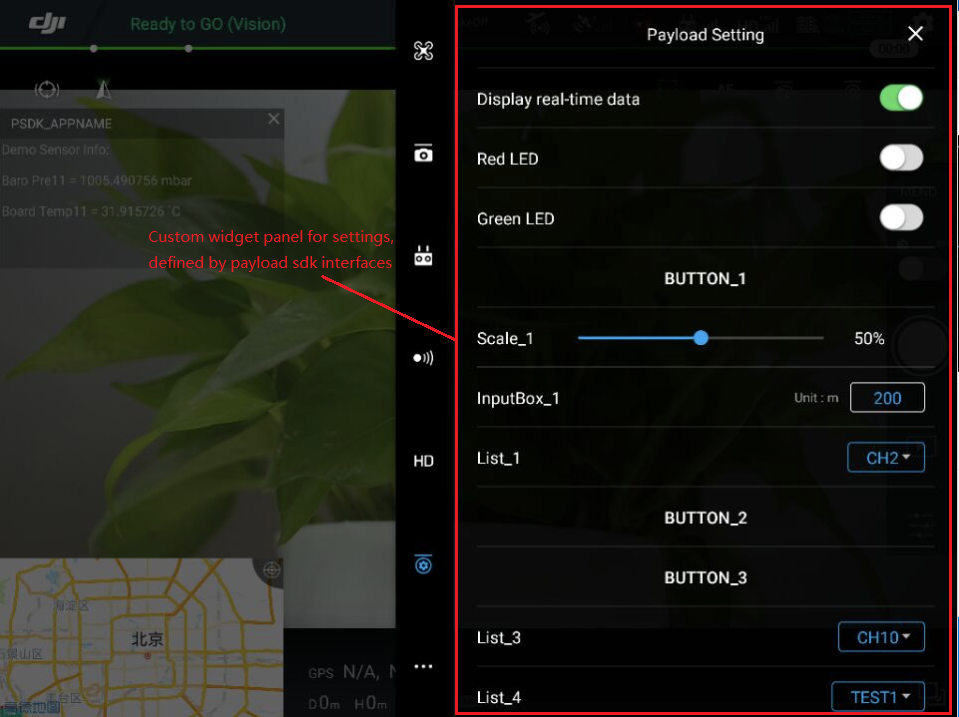 dji
Ready to GO (Vision)
PSDK_APPNAME
Demo Sensor Info:
Baro Pre11 = 1005.490756 mbar
Board Temp11 = 31.915726 °C
Custom widget panel for settings,
defined by payload sdk interfaces
海淀区
北京
石景山区
丰台区
高德地图
GPS N/A, N
D0m H0m
HD
Payload Setting
00:00
Display real-time data
Red LED
Green LED
MENU
BUTTON_1
Scale_1 50%
InputBox_1 Unit : m 200
List_1 CH2
BUTTON_2
BUTTON_3
List_3 CH10
List_4 TEST1